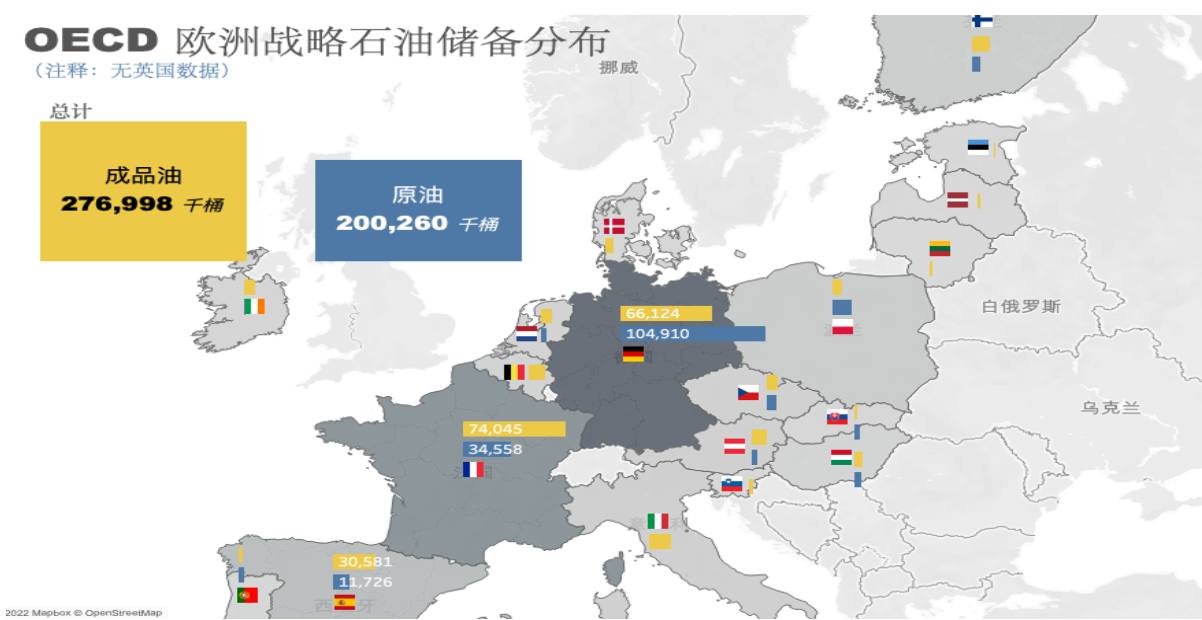 OECD 欧洲战略石油储备分布
（注释：无英国数据）
总计
成品油
276,998 千桶
原油
200,260 千桶
挪威
白俄罗斯
66,124
104,910
乌克兰
74,045
34,558
30,581
11,726
2022 Mapbox © OpenStreetMap